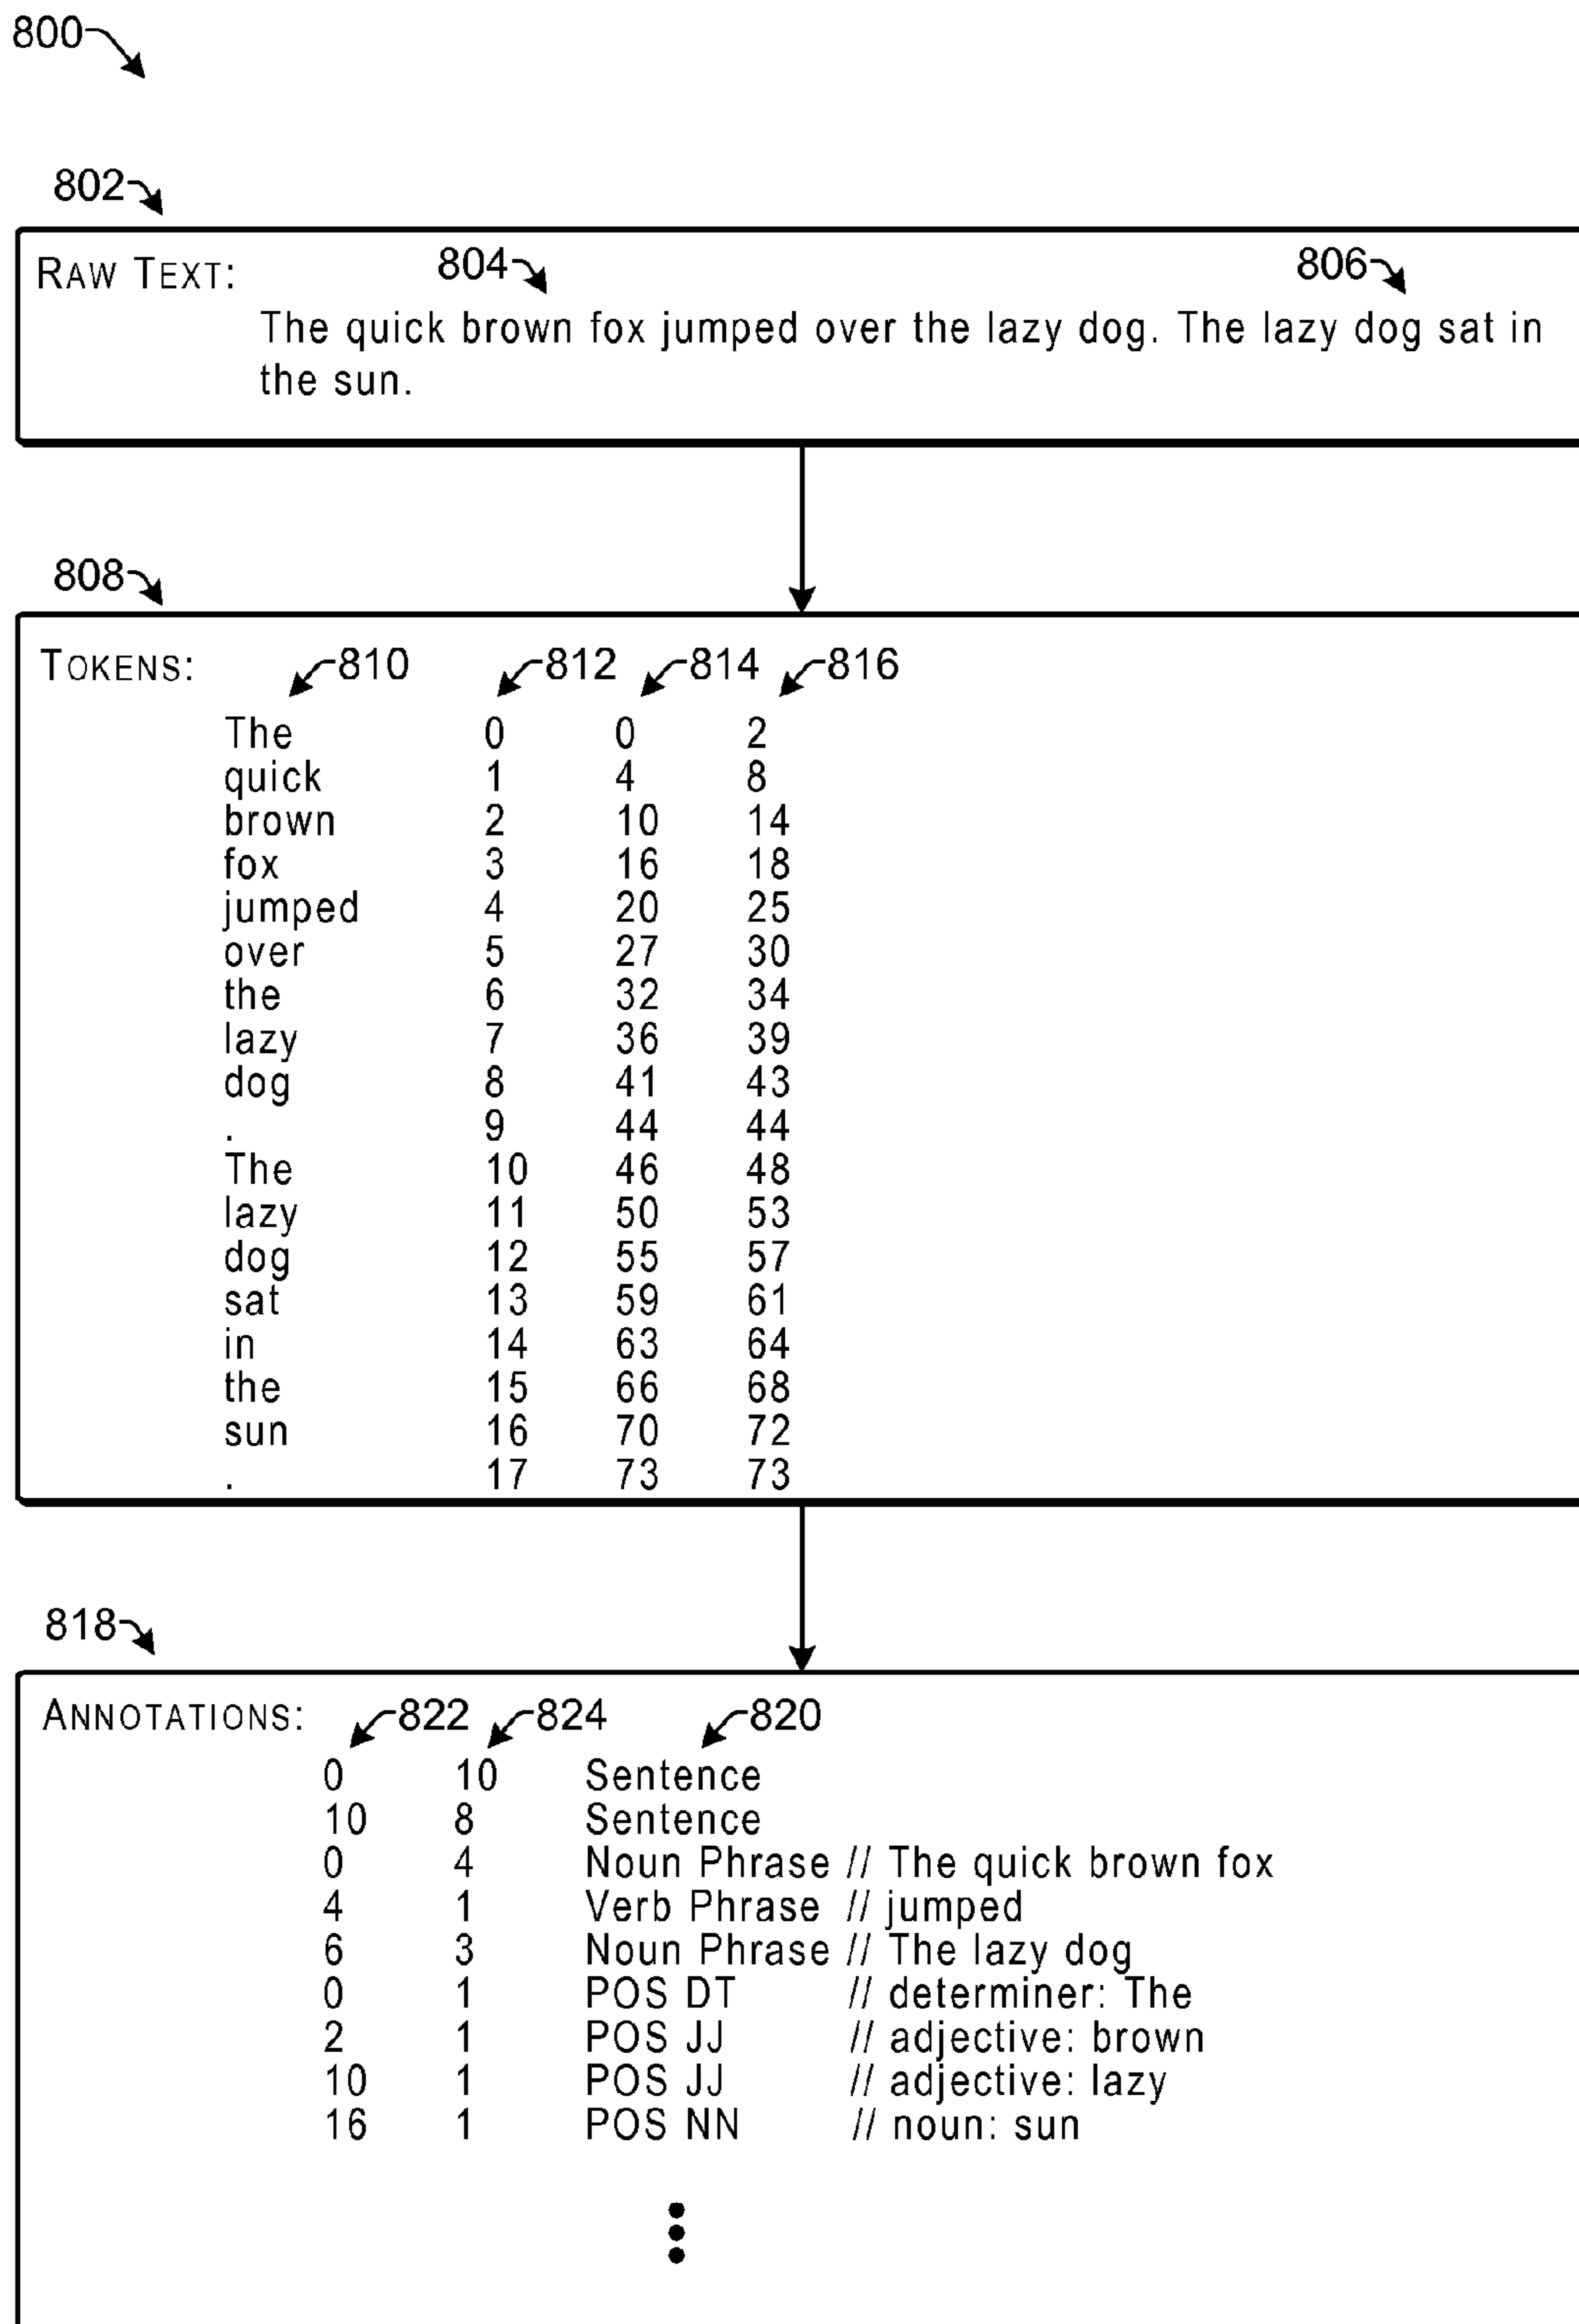 800
802
RAW TEXT: 804 806
The quick brown fox jumped over the lazy dog. The lazy dog sat in
the sun.
808
TOKENS: 810 812 814 816
The 0 0 2
quick 1 4 8
brown 2 10 14
fox 3 16 18
jumped 4 20 25
over 5 27 30
the 6 32 34
lazy 7 36 39
dog 8 41 43
. 9 44 44
The 10 46 48
lazy 11 50 53
dog 12 55 57
sat 13 59 61
in 14 63 64
the 15 66 68
sun 16 70 72
. 17 73 73
818
ANNOTATIONS: 822 824 820
0 10 Sentence
10 8 Sentence
0 4 Noun Phrase // The quick brown fox
4 1 Verb Phrase // jumped
6 3 Noun Phrase // The lazy dog
0 1 POS DT // determiner: The
2 1 POS JJ // adjective: brown
10 1 POS JJ // adjective: lazy
16 1 POS NN // noun: sun